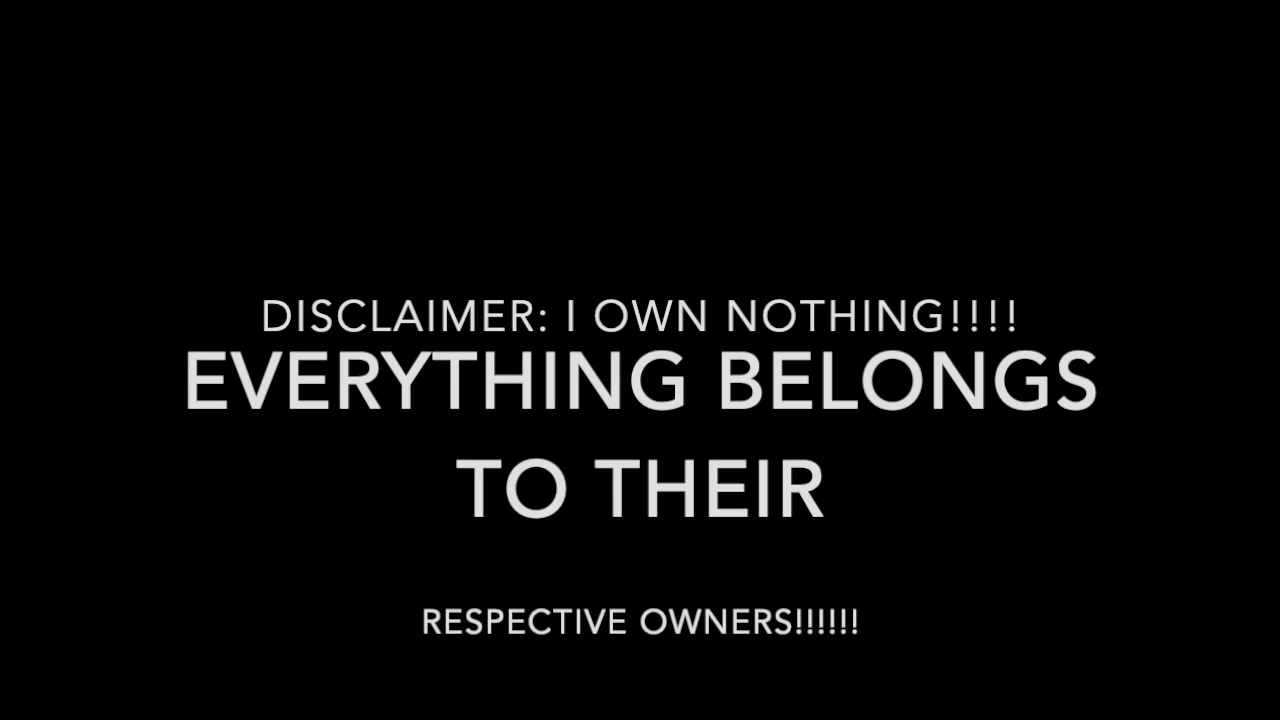 DISCLAIMER: I OWN NOTHING!!!!
EVERYTHING BELONGS
TO THEIR
RESPECTIVE OWNERS!!!!!!